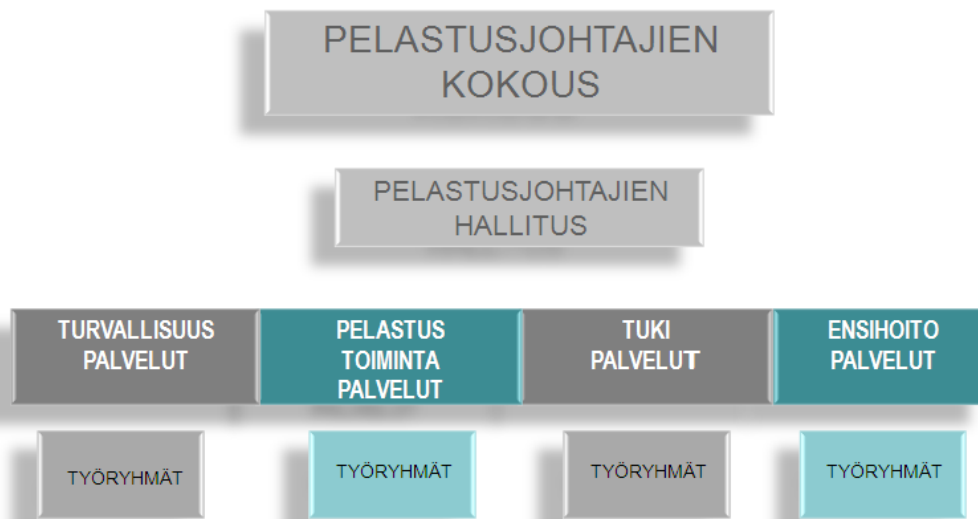 PELASTUSJOHTAJIEN
KOKOUS
PELASTUSJOHTAJIEN
HALLITUS
TURVALLISUUS
PALVELUT
PELASTUS
TOIMINTA
PALVELUT
TUKI
PALVELUT
ENSIHOITO
PALVELUT
TYÖRYHMÄT
TYÖRYHMÄT
TYÖRYHMÄT
TYÖRYHMÄT